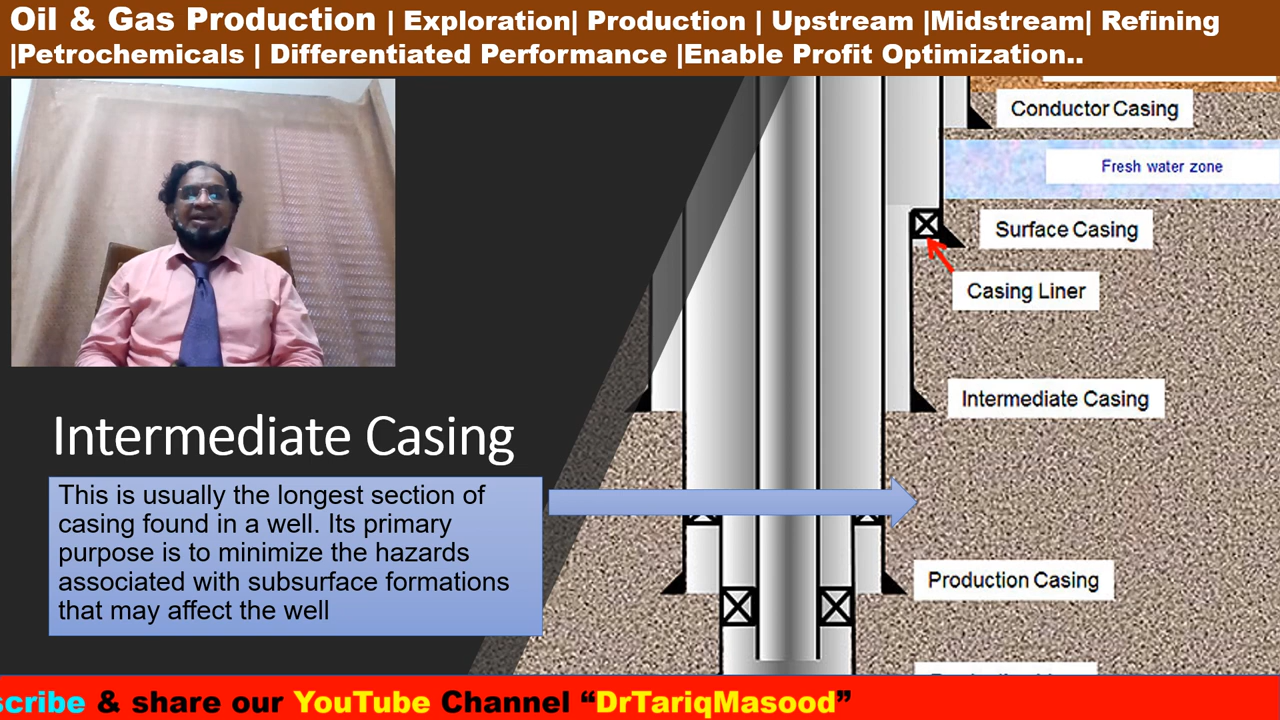 Oil & Gas Production | Exploration| Production | Upstream |Midstream| Refining
|Petrochemicals | Differentiated Performance |Enable Profit Optimization..
Conductor Casing
Fresh water zone
Surface Casing
Casing Liner
Intermediate Casing
Intermediate Casing
This is usually the longest section of
casing found in a well. Its primary
purpose is to minimize the hazards
associated with subsurface formations
that may affect the well
Production Casing
scribe & share our YouTube Channel “DrTariqMasood”